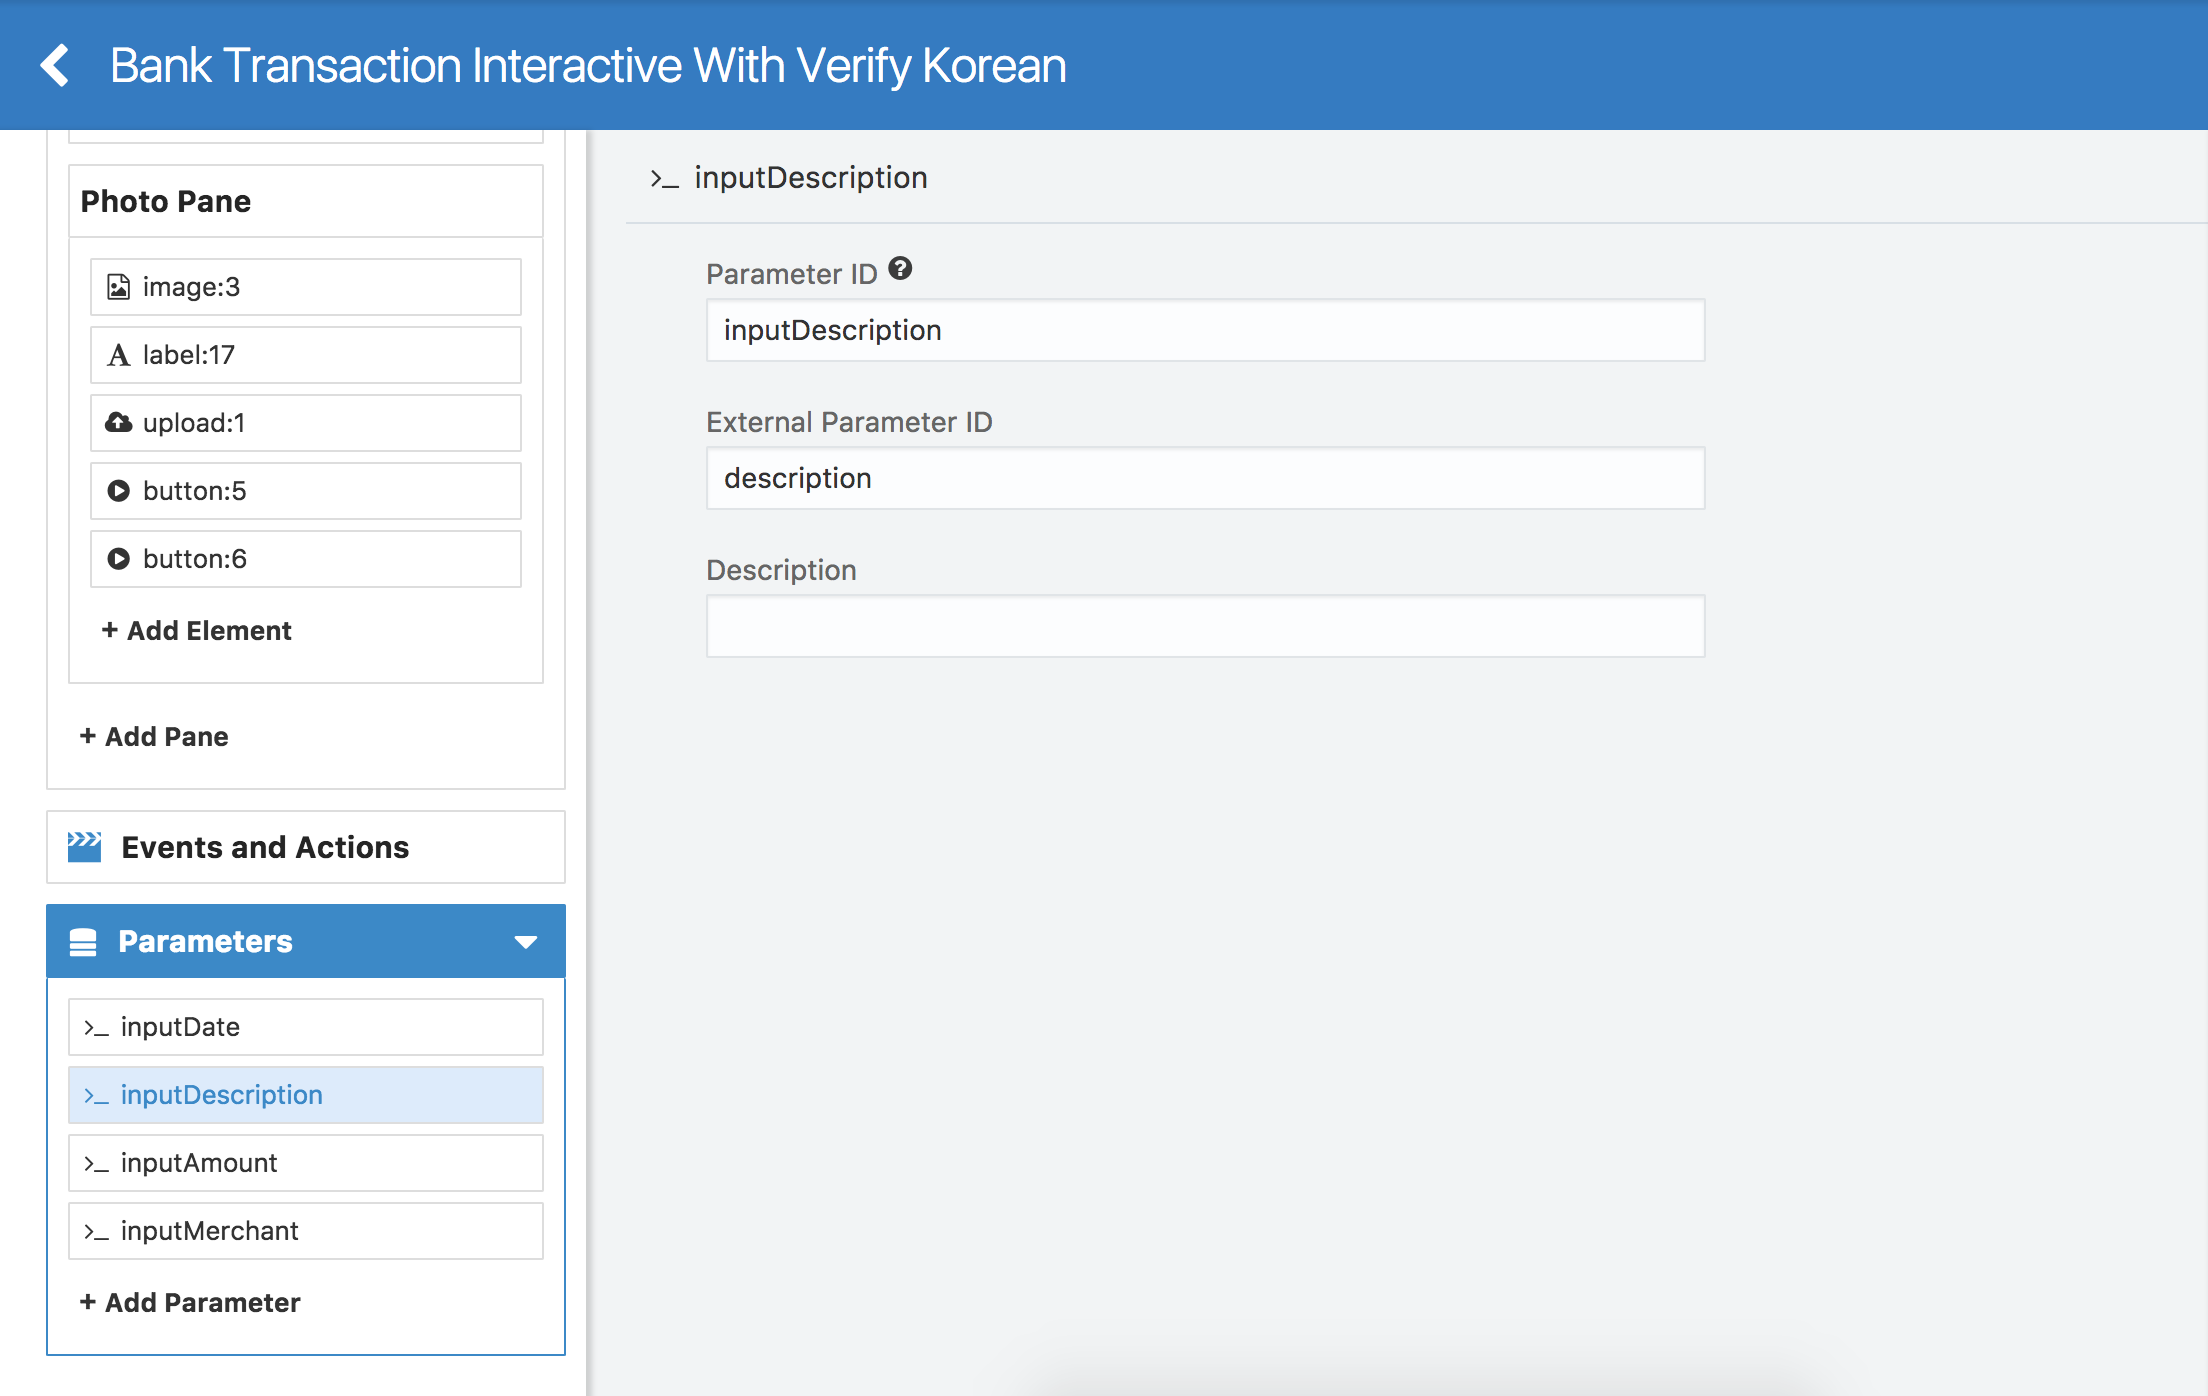 Bank Transaction Interactive With Verify Korean
Photo Pane
image:3
label:17
upload:1
button:5
button:6
+ Add Element
+ Add Pane
Events and Actions
Parameters
>_ inputDate
>_ inputDescription
>_ inputAmount
>_ inputMerchant
+ Add Parameter
>_ inputDescription
Parameter ID ?
inputDescription
External Parameter ID
description
Description